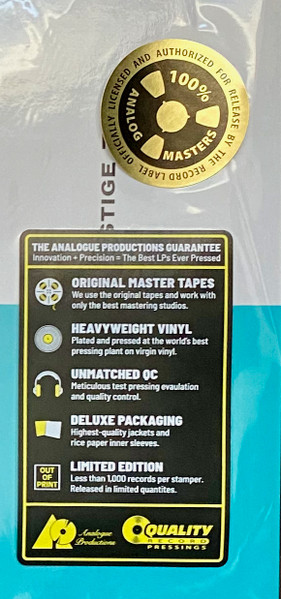 OFFICIALLY LICENSED AND AUTHORIZED FOR RELEASE BY THE RECORD LABEL
100%
ANALOG
MASTERS
STIGE
THE ANALOGUE PRODUCTIONS GUARANTEE
Innovation + Precision = The Best LPs Ever Pressed
ORIGINAL MASTER TAPES
We use the original tapes and work with
only the best mastering studios.
HEAVYWEIGHT VINYL
Plated and pressed at the world's best
pressing plant on virgin vinyl.
UNMATCHED QC
Meticulous test pressing evaulation
and quality control.
DELUXE PACKAGING
Highest-quality jackets and
rice paper inner sleeves.
OUT
OF
PRINT
LIMITED EDITION
Less than 1,000 records per stamper.
Released in limited quantites.
Analogue
Productions
QUALITY
RECORD
PRESSINGS